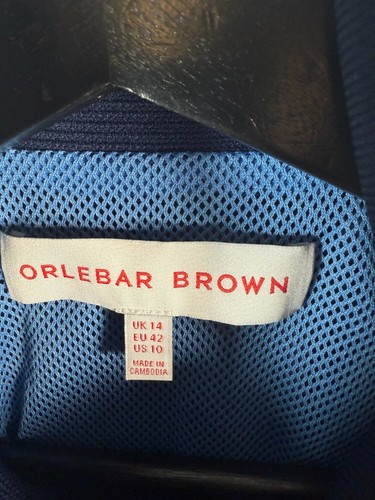 ORLEBAR BROWN
UK 14
EU 42
US 10
MADE IN
CAMBODIA